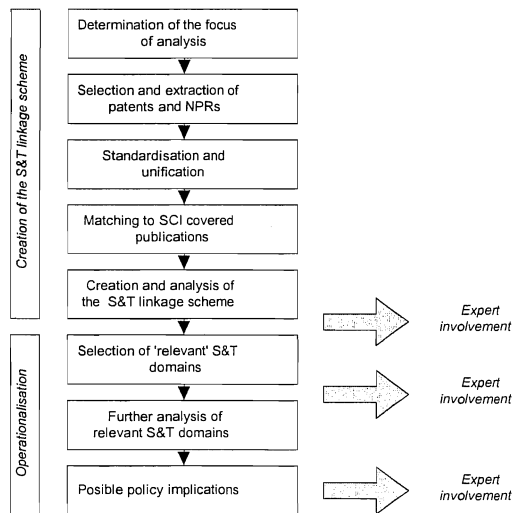 Creation of the S&T linkage scheme
Determination of the focus
of analysis
Selection and extraction of
patents and NPRs
Standardisation and
unification
Matching to SCI covered
publications
Creation and analysis of
the S&T linkage scheme
Expert
involvement
Operationalisation
Selection of 'relevant' S&T
domains
Expert
involvement
Further analysis of
relevant S&T domains
Posible policy implications
Expert
involvement